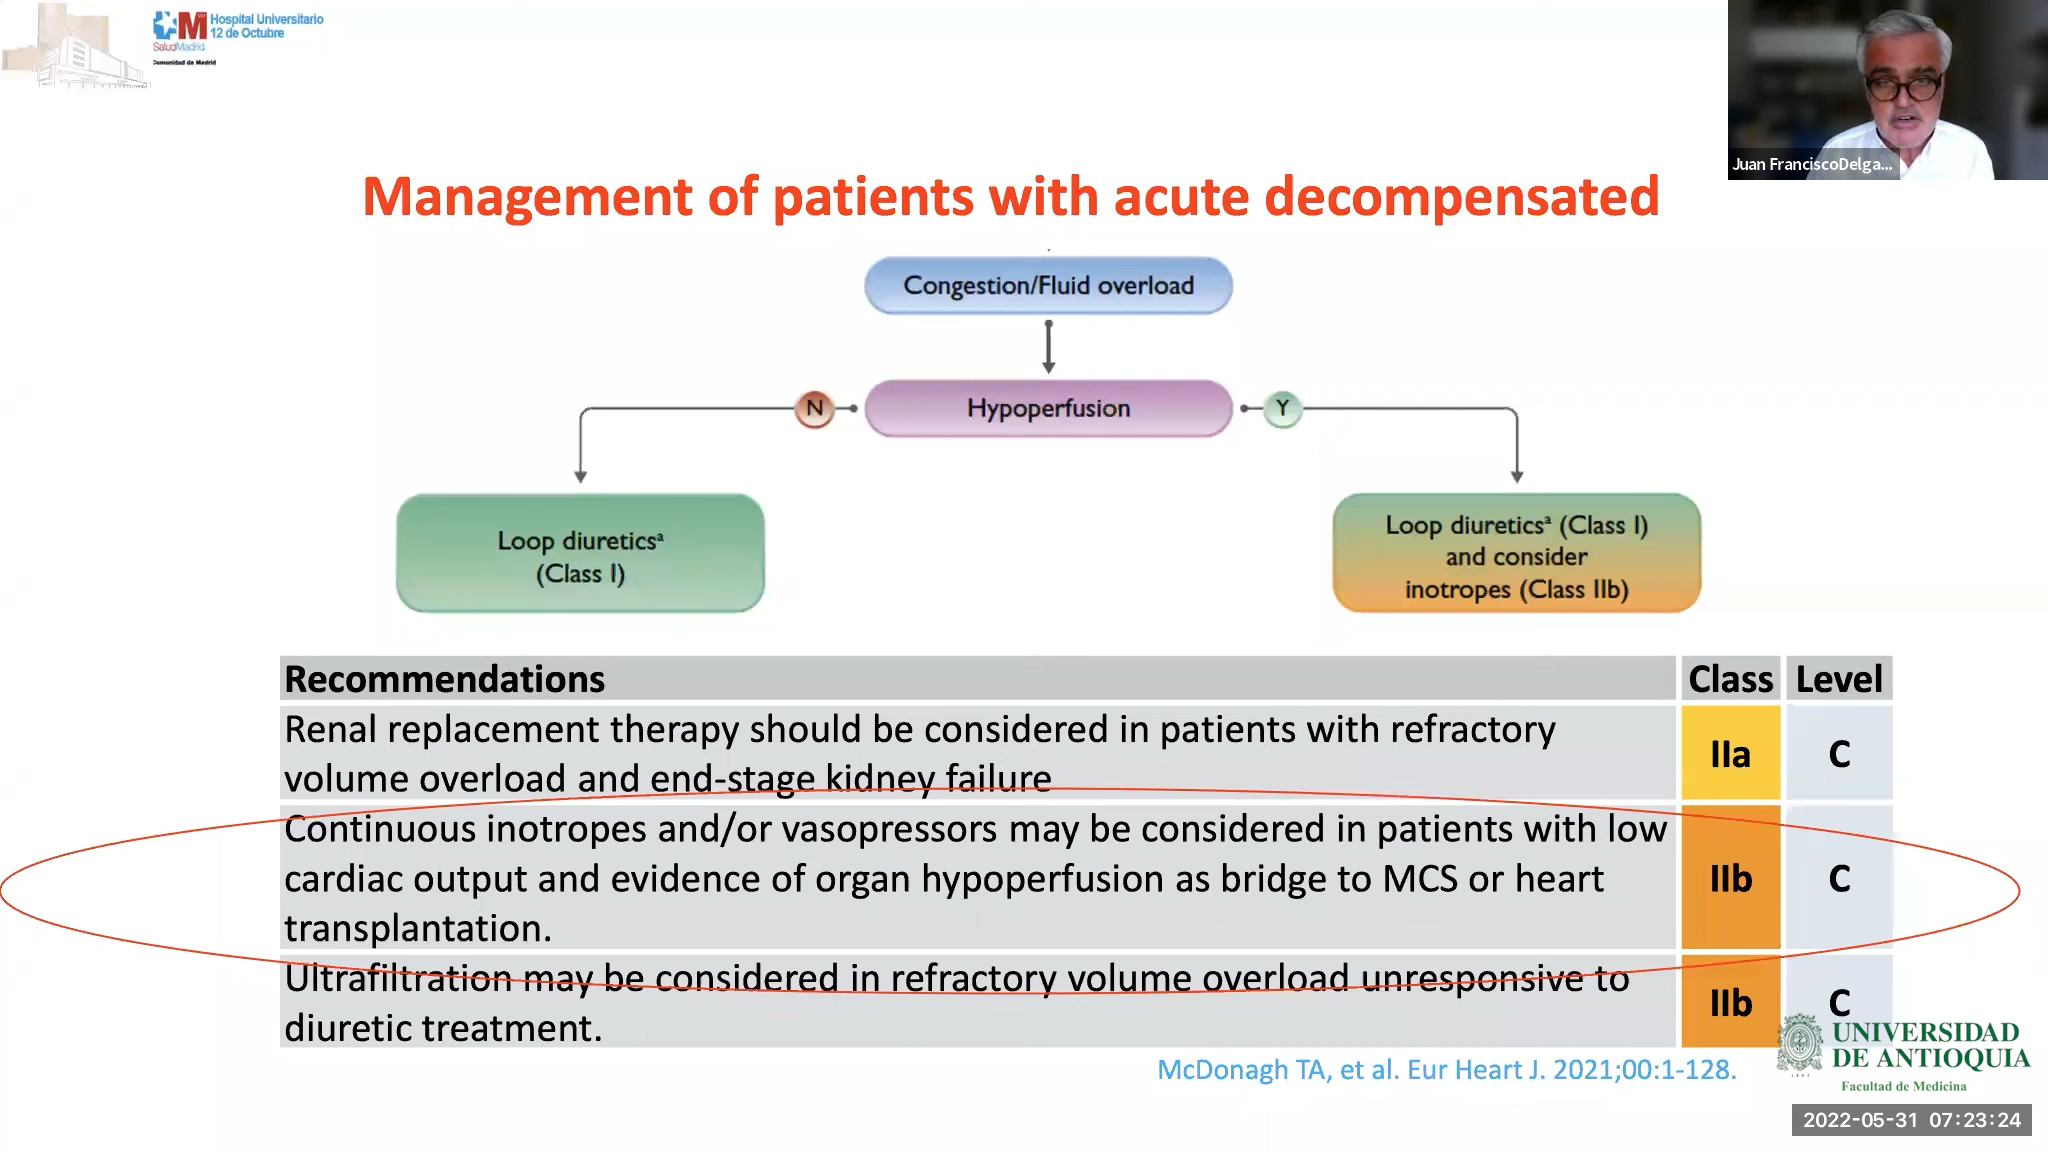 Hospital Universitario
12 de Octubre
SaludMadrid
Comunidad de Madrid
Juan FranciscoDelga...
Management of patients with acute decompensated
Congestion/Fluid overload
N
Hypoperfusion
Y
Loop diureticsᵃ
(Class I)
Loop diureticsᵃ (Class I)
and consider
inotropes (Class IIb)
Recommendations Class Level
Renal replacement therapy should be considered in patients with refractory
volume overload and end-stage kidney failure
IIa C
Continuous inotropes and/or vasopressors may be considered in patients with low
cardiac output and evidence of organ hypoperfusion as bridge to MCS or heart
transplantation.
IIb C
Ultrafiltration may be considered in refractory volume overload unresponsive to
diuretic treatment.
IIb C
McDonagh TA, et al. Eur Heart J. 2021;00:1-128.
UNIVERSIDAD
DE ANTIOQUIA
1803
Facultad de Medicina
2022-05-31 07:23:24